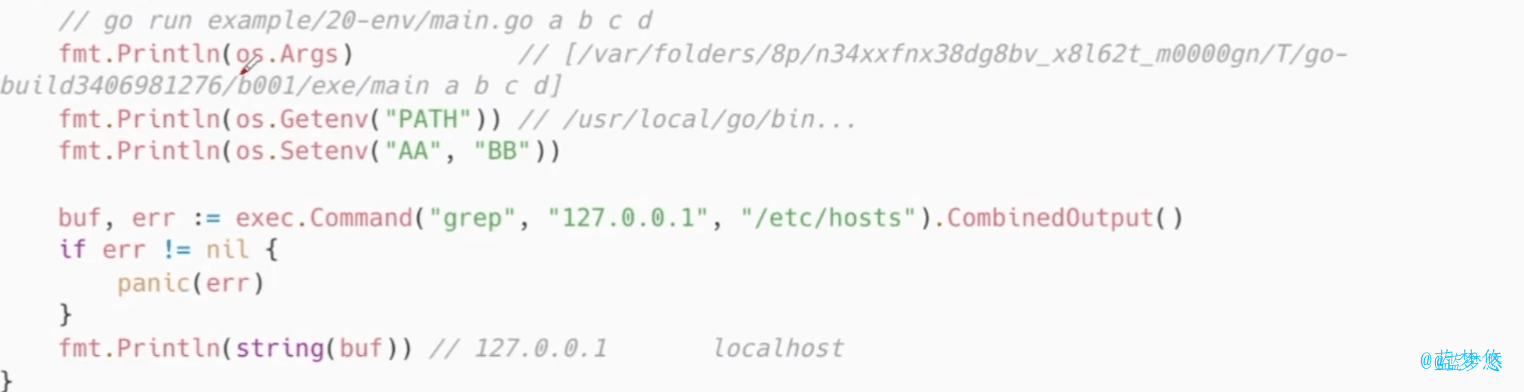 // go run example/20-env/main.go a b c d
fmt.Println(os.Args)           // [/var/folders/8p/n34xxfnx38dg8bv_x8l62t_m0000gn/T/go-
build3406981276/b001/exe/main a b c d]
fmt.Println(os.Getenv("PATH")) // /usr/local/go/bin...
fmt.Println(os.Setenv("AA", "BB"))
buf, err := exec.Command("grep", "127.0.0.1", "/etc/hosts").CombinedOutput()
if err != nil {
    panic(err)
}
fmt.Println(string(buf)) // 127.0.0.1       localhost
}
@蓝梦悠